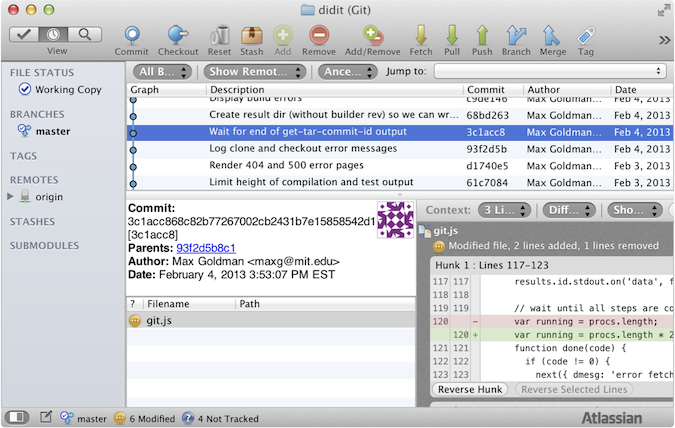 didit (Git)
View Commit Checkout Reset Stash Add Remove Add/Remove Fetch Pull Push Branch Merge Tag »
FILE STATUS
Working Copy
BRANCHES
master
TAGS
REMOTES
origin
STASHES
SUBMODULES
All B... Show Remot... Ance... Jump to:
Graph Description Commit Author Date
Display build errors c9de146 Max Goldman... Feb 4, 2013
Create result dir (without builder rev) so we can wr... 68bd263 Max Goldman... Feb 4, 2013
Wait for end of get-tar-commit-id output 3c1acc8 Max Goldman... Feb 4, 2013
Log clone and checkout error messages 93f2d5b Max Goldman... Feb 4, 2013
Render 404 and 500 error pages d1740e5 Max Goldman... Feb 3, 2013
Limit height of compilation and test output 61c7084 Max Goldman... Feb 3, 2013
Commit:
3c1acc868c82b77267002cb2431b7e15858542d1
[3c1acc8]
Parents: 93f2d5b8c1
Author: Max Goldman <maxg@mit.edu>
Date: February 4, 2013 3:53:07 PM EST
? Filename Path
git.js
Context: 3 Li... Diff... Sho...
git.js
Modified file, 2 lines added, 1 lines removed
Hunk 1 : Lines 117-123
117 117 results.id.stdout.on('data', f
118 118
119 119 // wait until all steps are co
120 - var running = procs.length;
120 + var running = procs.length * 2
121 121 function done(code) {
122 122 if (code != 0) {
123 123 next({ dmesg: 'error fetch
Reverse Hunk Reverse Selected Lines
master 6 Modified ? 4 Not Tracked Atlassian